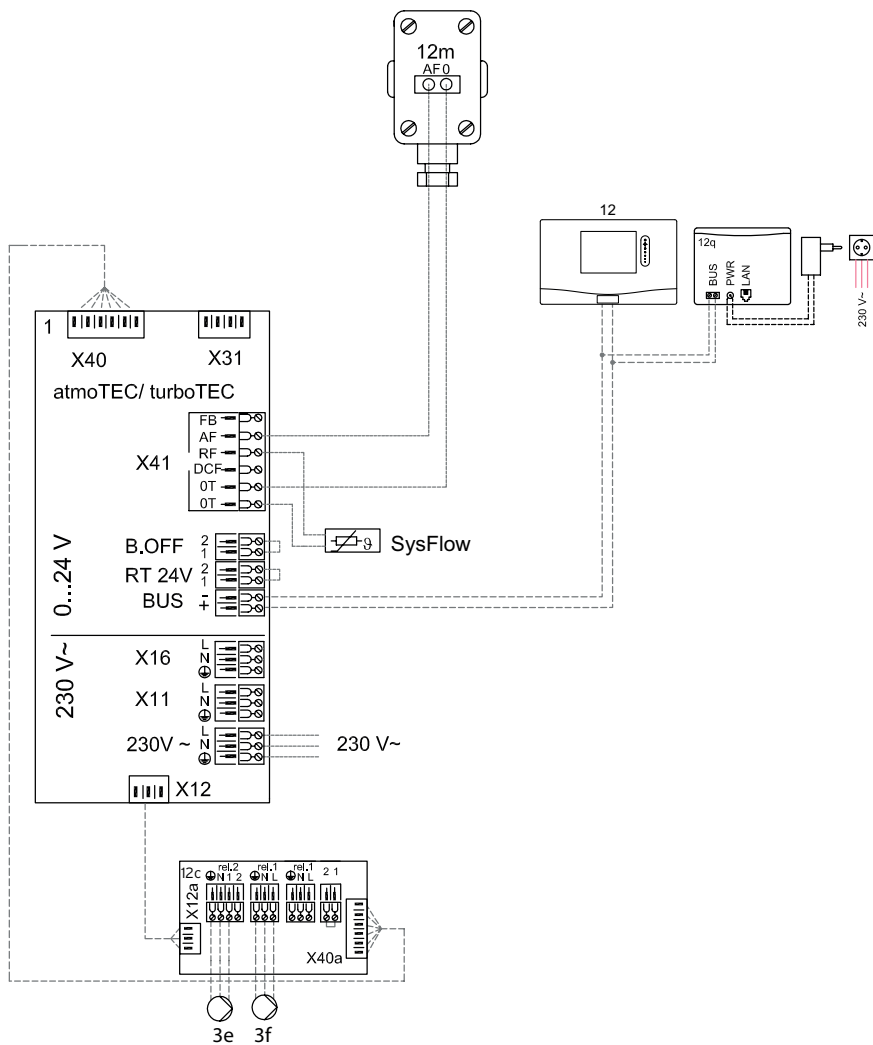 12m
AF 0
12
12q
BUS
PWR
LAN
230 V~
1
X40
X31
atmoTEC/ turboTEC
X41
FB
AF
RF
DCF
0T
0T
SysFlow
0...24 V
B.OFF 2
1
RT 24V 2
1
BUS -
+
230 V~
X16 L
N
X11 L
N
230V ~ L
N
230 V~
X12
12c
rel.2
N 1 2
rel.1
N L
rel.1
N L
2 1
X12a
X40a
3e
3f